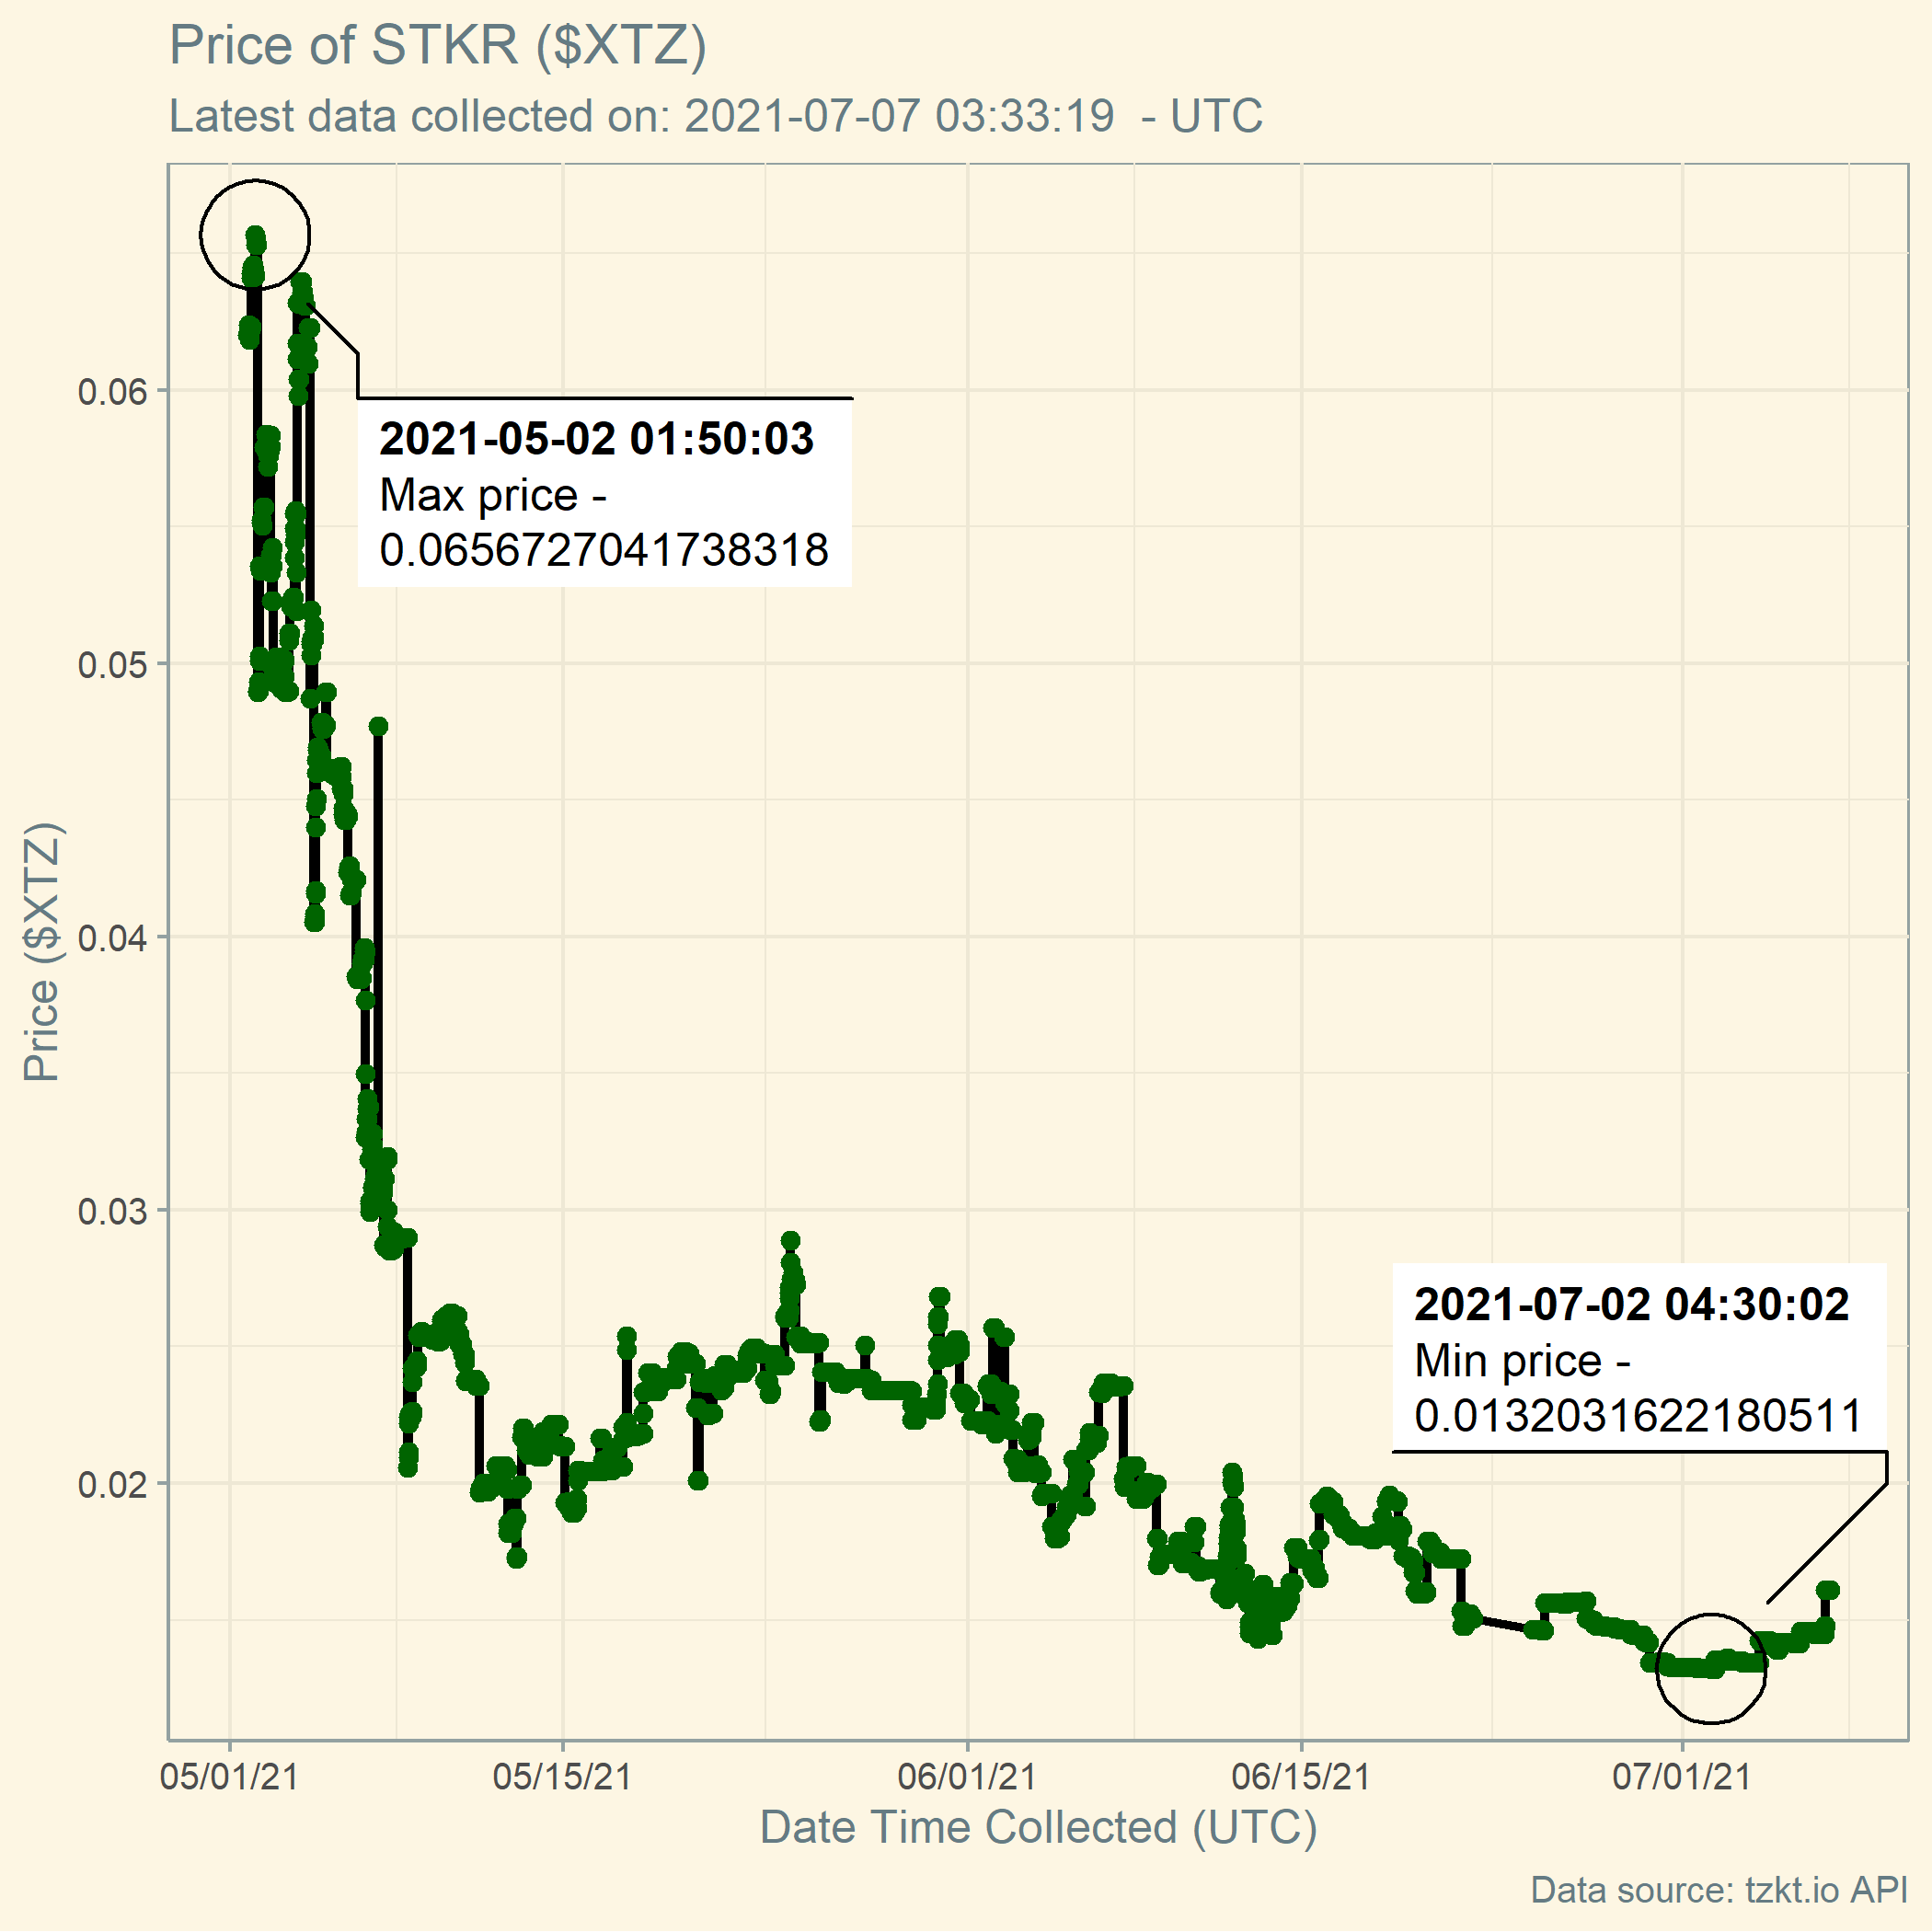 Price of STKR ($XTZ)
Latest data collected on: 2021-07-07 03:33:19  - UTC
2021-05-02 01:50:03
Max price -
0.0656727041738318
2021-07-02 04:30:02
Min price -
0.0132031622180511
Price ($XTZ)
0.06
0.05
0.04
0.03
0.02
05/01/21
05/15/21
06/01/21
06/15/21
07/01/21
Date Time Collected (UTC)
Data source: tzkt.io API